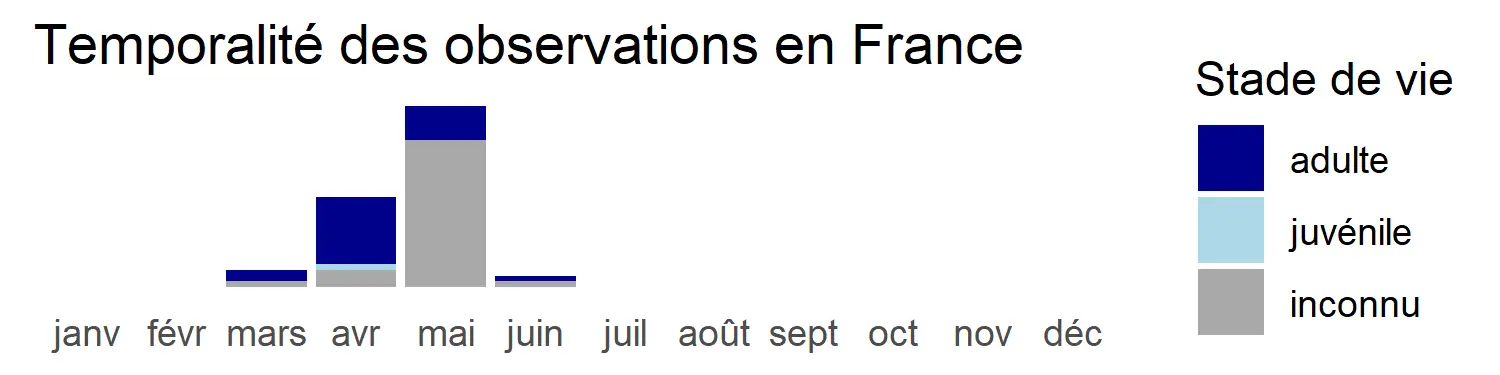 Temporalité des observations en France
Stade de vie
adulte
juvénile
inconnu
janv févr mars avr mai juin juil août sept oct nov déc